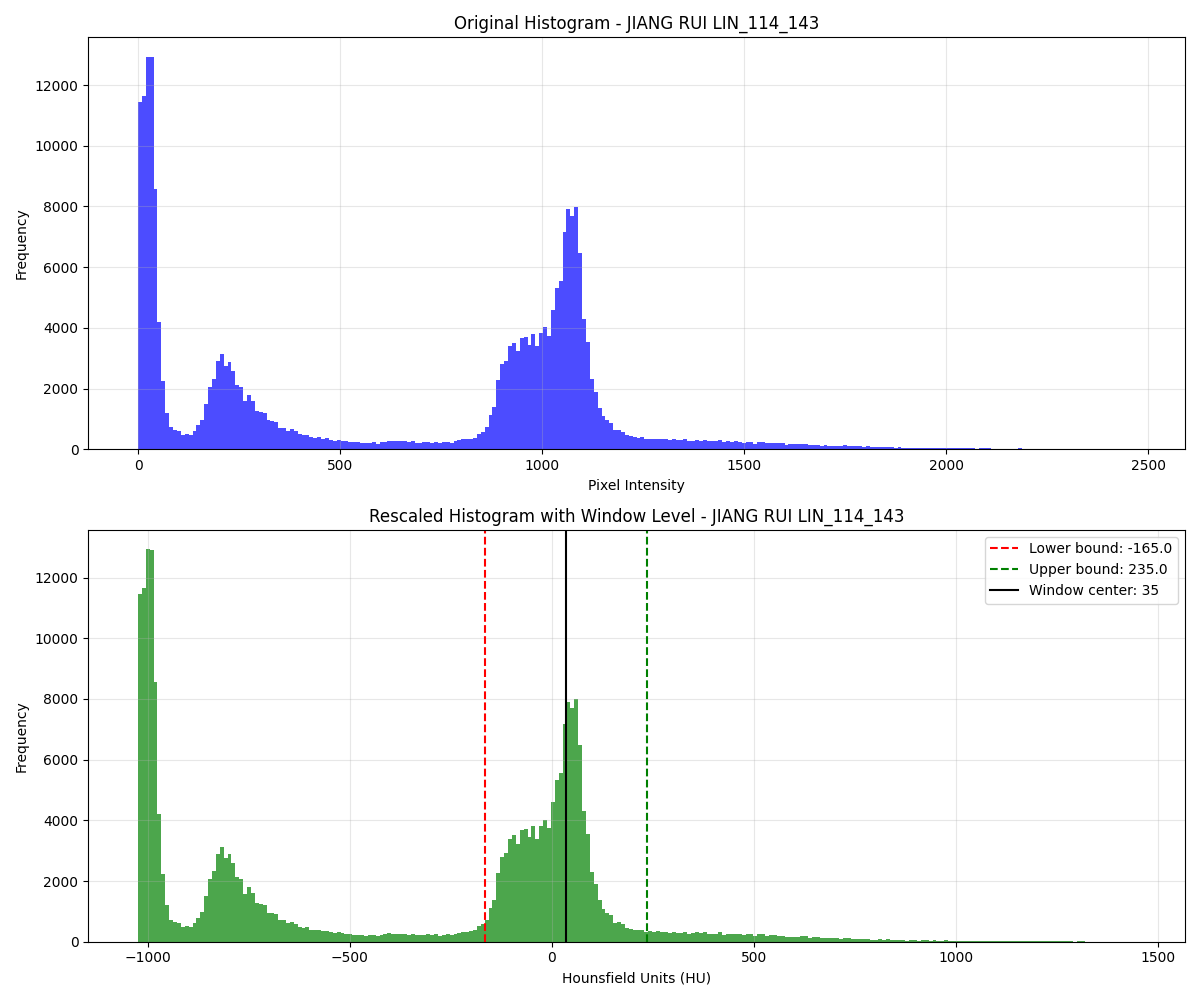 Original Histogram - JIANG RUI LIN_114_143
12000
10000
8000
6000
4000
2000
0
Frequency
0 500 1000 1500 2000 2500
Pixel Intensity
Rescaled Histogram with Window Level - JIANG RUI LIN_114_143
Lower bound: -165.0
Upper bound: 235.0
Window center: 35
12000
10000
8000
6000
4000
2000
0
Frequency
−1000 −500 0 500 1000 1500
Hounsfield Units (HU)